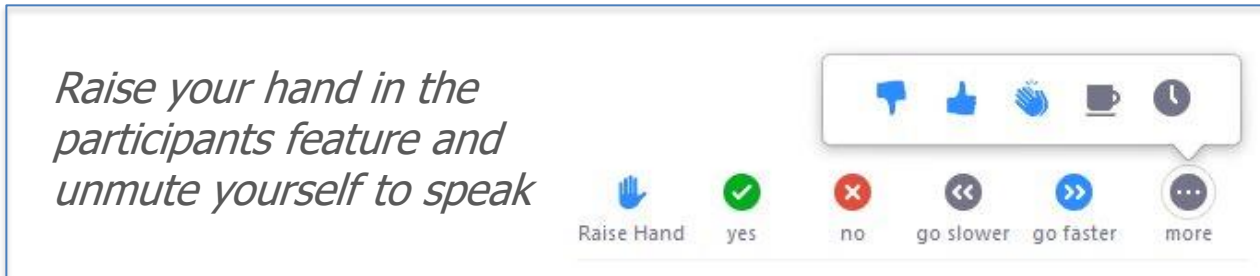 Raise your hand in the
participants feature and
unmute yourself to speak
Raise Hand yes no go slower go faster more